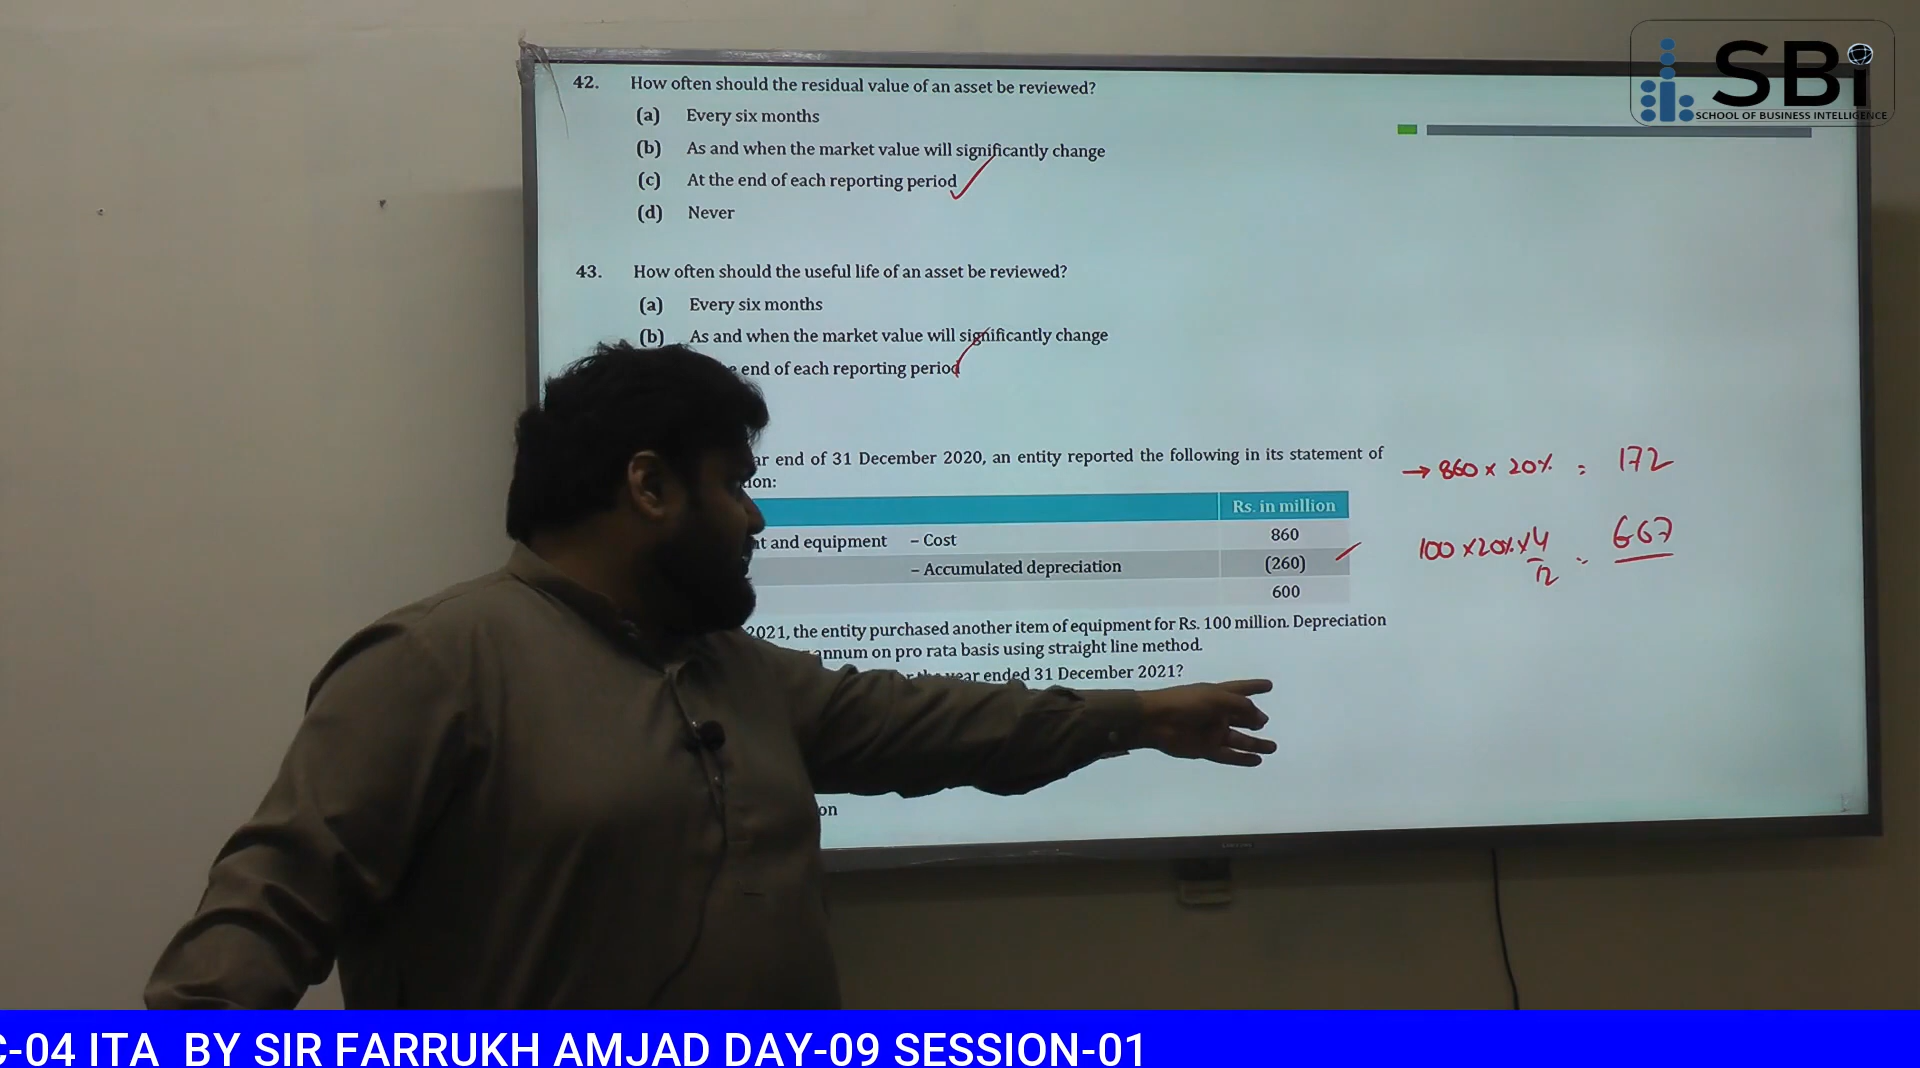 SBi
SCHOOL OF BUSINESS INTELLIGENCE
42. How often should the residual value of an asset be reviewed?
(a) Every six months
(b) As and when the market value will significantly change
(c) At the end of each reporting period
(d) Never
43. How often should the useful life of an asset be reviewed?
(a) Every six months
(b) As and when the market value will significantly change
end of each reporting period
end of 31 December 2020, an entity reported the following in its statement of
Rs. in million
and equipment – Cost 860
– Accumulated depreciation (260)
600
2021, the entity purchased another item of equipment for Rs. 100 million. Depreciation
annum on pro rata basis using straight line method.
year ended 31 December 2021?
→ 860 × 20% = 172
100 × 20% × 4/12 = 667
-04 ITA BY SIR FARRUKH AMJAD DAY-09 SESSION-01